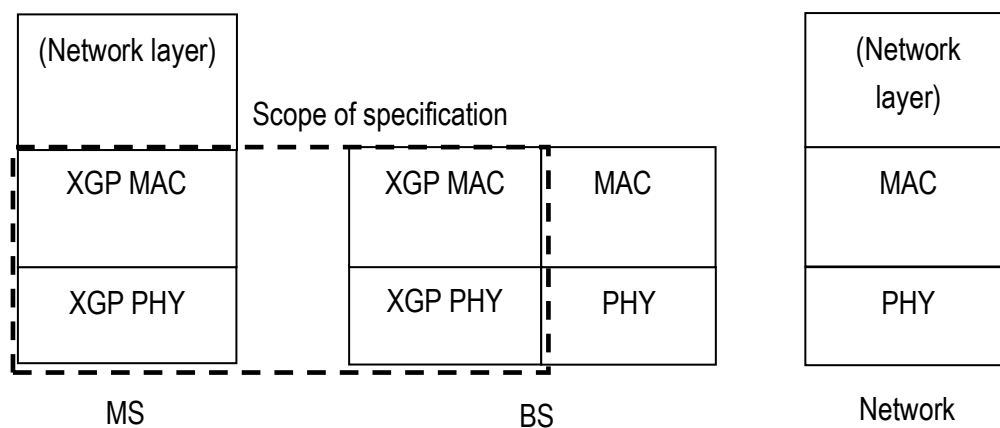 (Network layer)
(Network
layer)
Scope of specification
XGP MAC
XGP MAC
MAC
MAC
XGP PHY
XGP PHY
PHY
PHY
MS
BS
Network